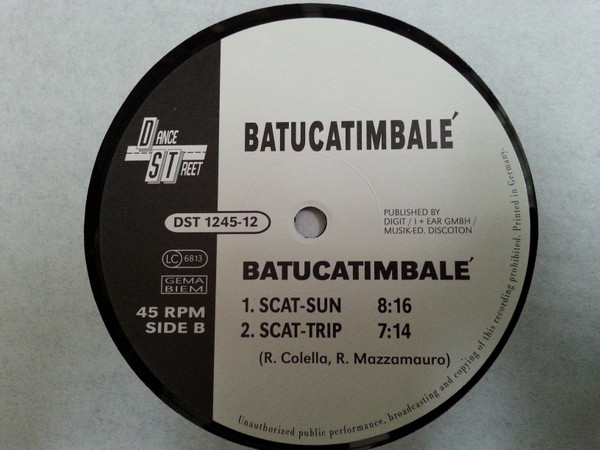 DANCE
STREET
BATUCATIMBALÉ
DST 1245-12
PUBLISHED BY
DIGIT / I + EAR GMBH /
MUSIK-ED. DISCOTON
LC 6813
GEMA
BIEM
45 RPM
SIDE B
BATUCATIMBALÉ
1. SCAT-SUN 8:16
2. SCAT-TRIP 7:14
(R. Colella, R. Mazzamauro)
Unauthorized public performance, broadcasting and copying of this recording prohibited. Printed in Germany.